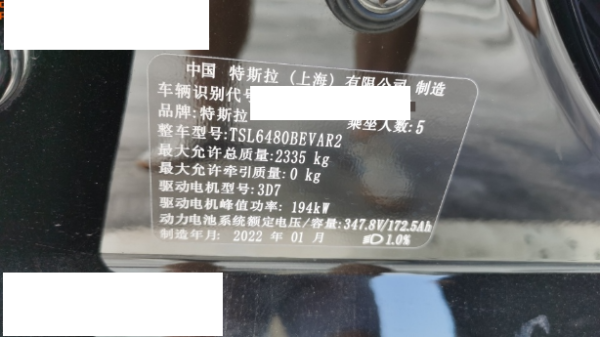 中国 特斯拉 (上海) 有限公司 制造
车辆识别代号
品牌:特斯拉
乘坐人数:5
整车型号:TSL6480BEVAR2
最大允许总质量:2335 kg
最大允许牵引质量:0 kg
驱动电机型号:3D7
驱动电机峰值功率: 194kW
动力电池系统额定电压/容量:347.8V/172.5Ah
制造年月: 2022 年 01 月
1.0%